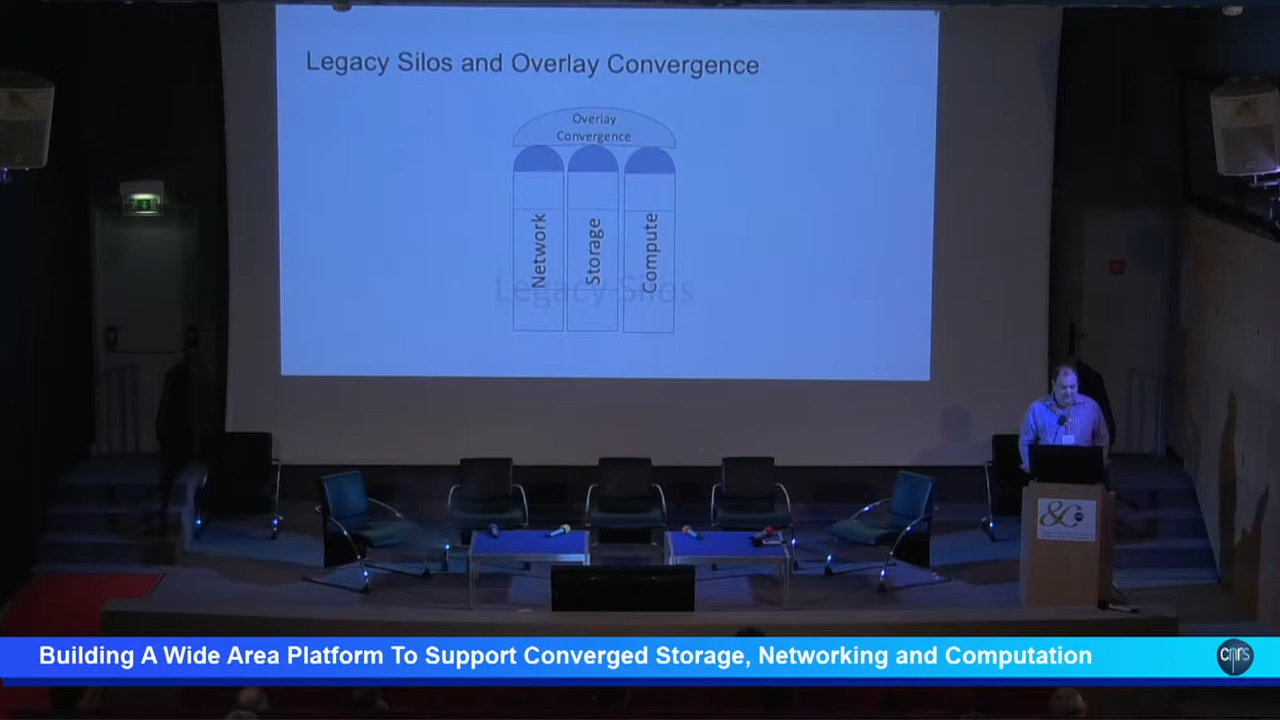 Legacy Silos and Overlay Convergence
Overlay
Convergence
Network
Storage
Compute
Legacy Silos
&C
Building A Wide Area Platform To Support Converged Storage, Networking and Computation
cnrs